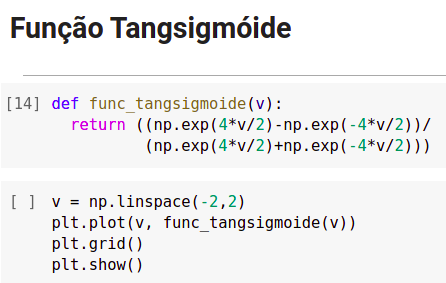 Função Tangsigmóide
[14] def func_tangsigmoide(v):
return ((np.exp(4*v/2)-np.exp(-4*v/2))/
(np.exp(4*v/2)+np.exp(-4*v/2)))
[ ] v = np.linspace(-2,2)
plt.plot(v, func_tangsigmoide(v))
plt.grid()
plt.show()